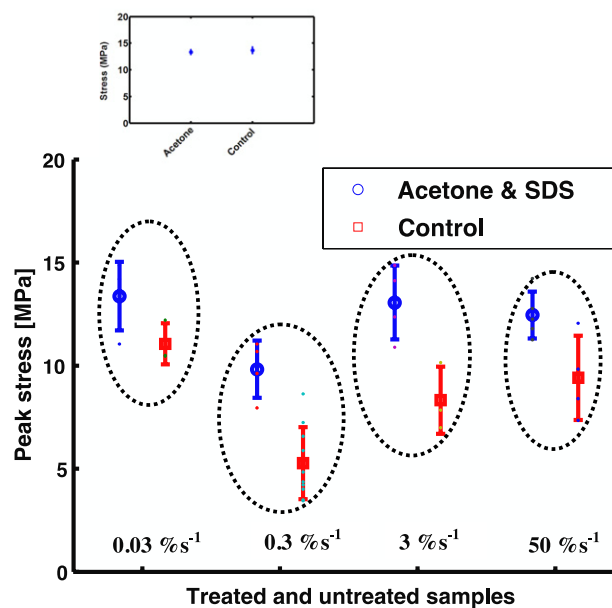 20
15
10
5
0
Stress (MPa)
Acetone
Control
20
15
10
5
0
Peak stress [MPa]
Acetone & SDS
Control
0.03 %s⁻¹
0.3 %s⁻¹
3 %s⁻¹
50 %s⁻¹
Treated and untreated samples